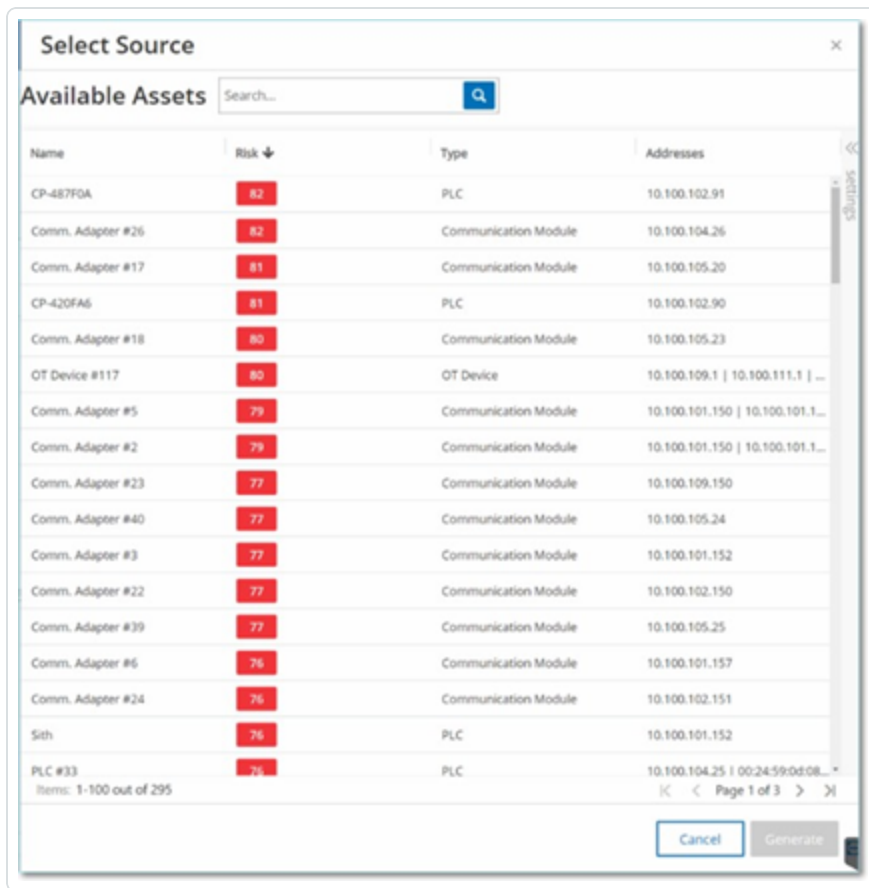 Select Source ×
Available Assets Search...
Name Risk Type Addresses
settings
CP-487F0A 82 PLC 10.100.102.91
Comm. Adapter #26 82 Communication Module 10.100.104.26
Comm. Adapter #17 81 Communication Module 10.100.105.20
CP-420FA6 81 PLC 10.100.102.90
Comm. Adapter #18 80 Communication Module 10.100.105.23
OT Device #117 80 OT Device 10.100.109.1 | 10.100.111.1 | ...
Comm. Adapter #5 79 Communication Module 10.100.101.150 | 10.100.101.1...
Comm. Adapter #2 79 Communication Module 10.100.101.150 | 10.100.101.1...
Comm. Adapter #23 77 Communication Module 10.100.109.150
Comm. Adapter #40 77 Communication Module 10.100.105.24
Comm. Adapter #3 77 Communication Module 10.100.101.152
Comm. Adapter #22 77 Communication Module 10.100.102.150
Comm. Adapter #39 77 Communication Module 10.100.105.25
Comm. Adapter #6 76 Communication Module 10.100.101.157
Comm. Adapter #24 76 Communication Module 10.100.102.151
Sith 76 PLC 10.100.101.152
PLC #33 76 PLC 10.100.104.25 | 00:24:59:0d:08...
Items: 1-100 out of 295 Page 1 of 3
Cancel Generate